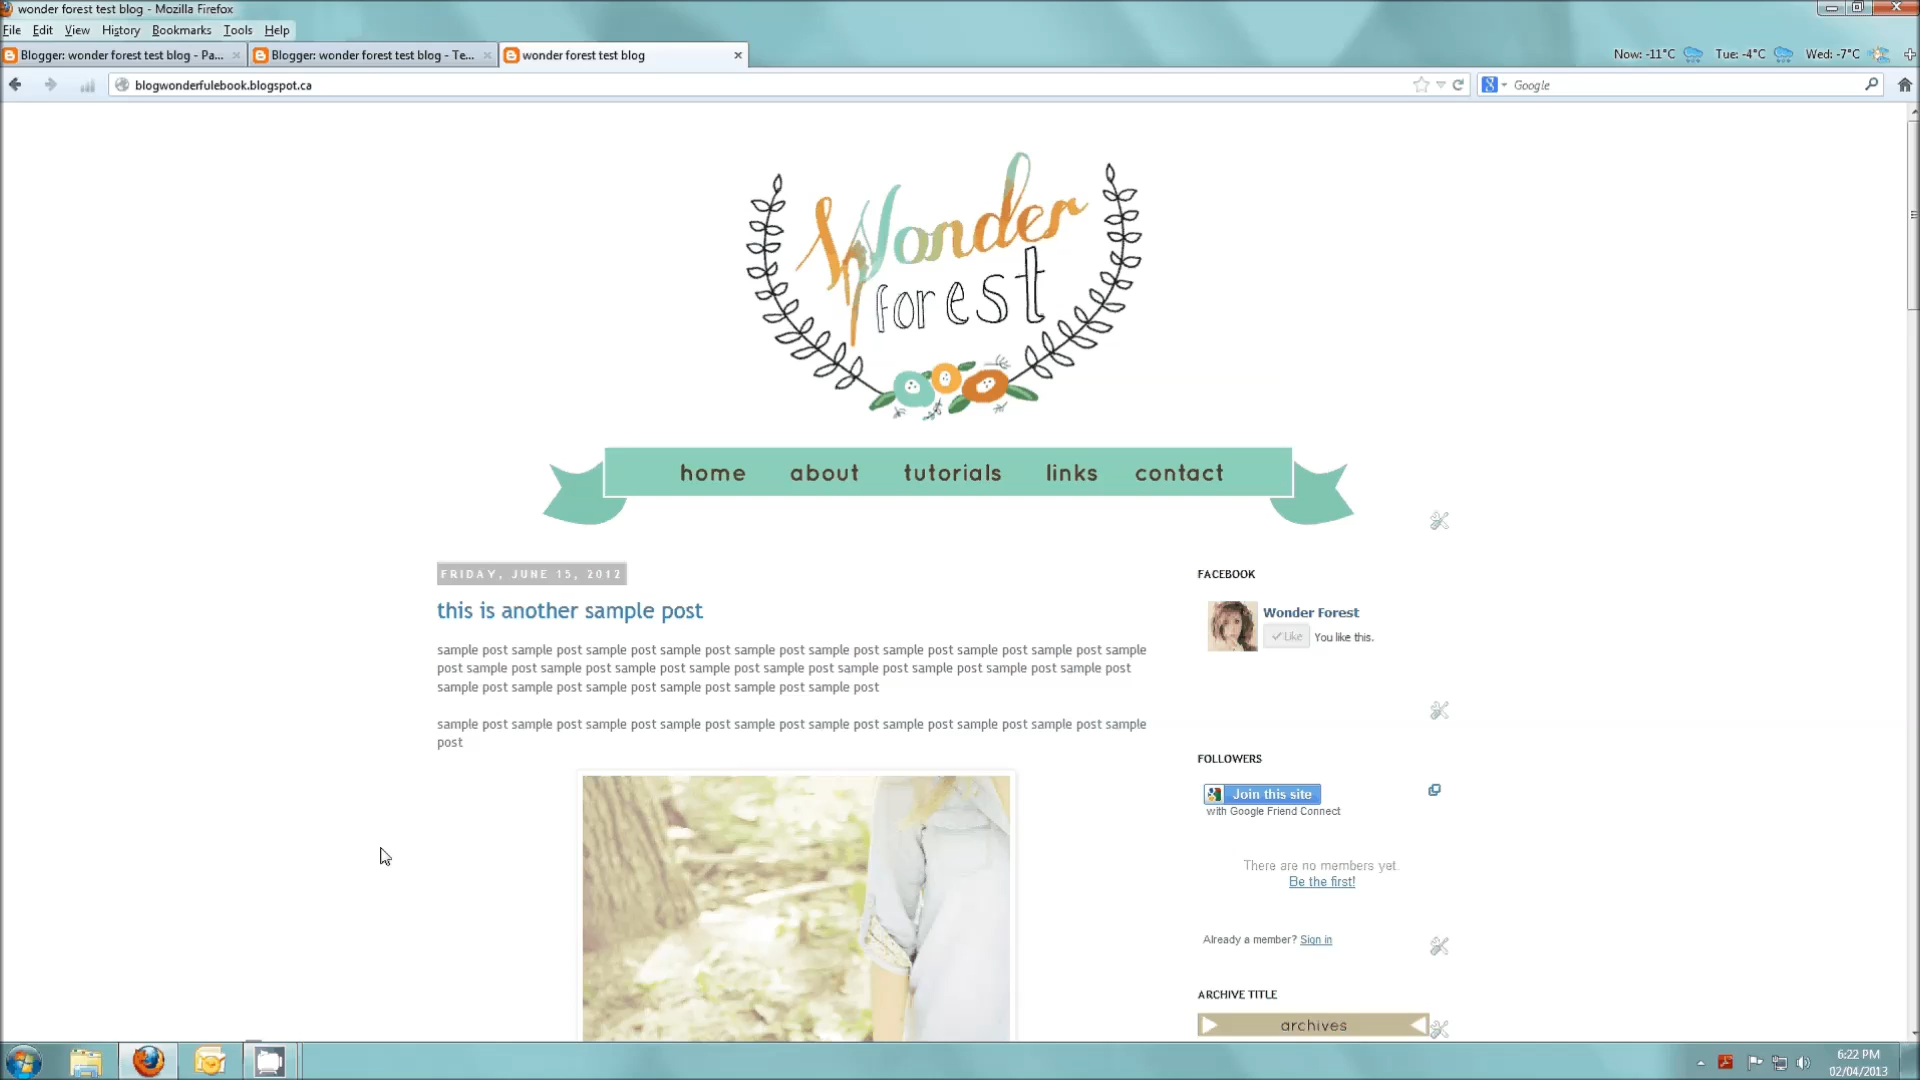 wonder forest test blog - Mozilla Firefox
File Edit View History Bookmarks Tools Help
Blogger: wonder forest test blog - Pa...
Blogger: wonder forest test blog - Te...
wonder forest test blog
Now: -11°C
Tue: -4°C
Wed: -7°C
blogwonderfulebook.blogspot.ca
Google
Wonder
forest
home about tutorials links contact
FRIDAY, JUNE 15, 2012
this is another sample post
sample post sample post sample post sample post sample post sample post sample post sample post sample post sample
post sample post sample post sample post sample post sample post sample post sample post sample post sample post
sample post sample post sample post sample post sample post sample post
sample post sample post sample post sample post sample post sample post sample post sample post sample post sample
post
FACEBOOK
Wonder Forest
Like
You like this.
FOLLOWERS
Join this site
with Google Friend Connect
There are no members yet.
Be the first!
Already a member? Sign in
ARCHIVE TITLE
archives
6:22 PM
02/04/2013